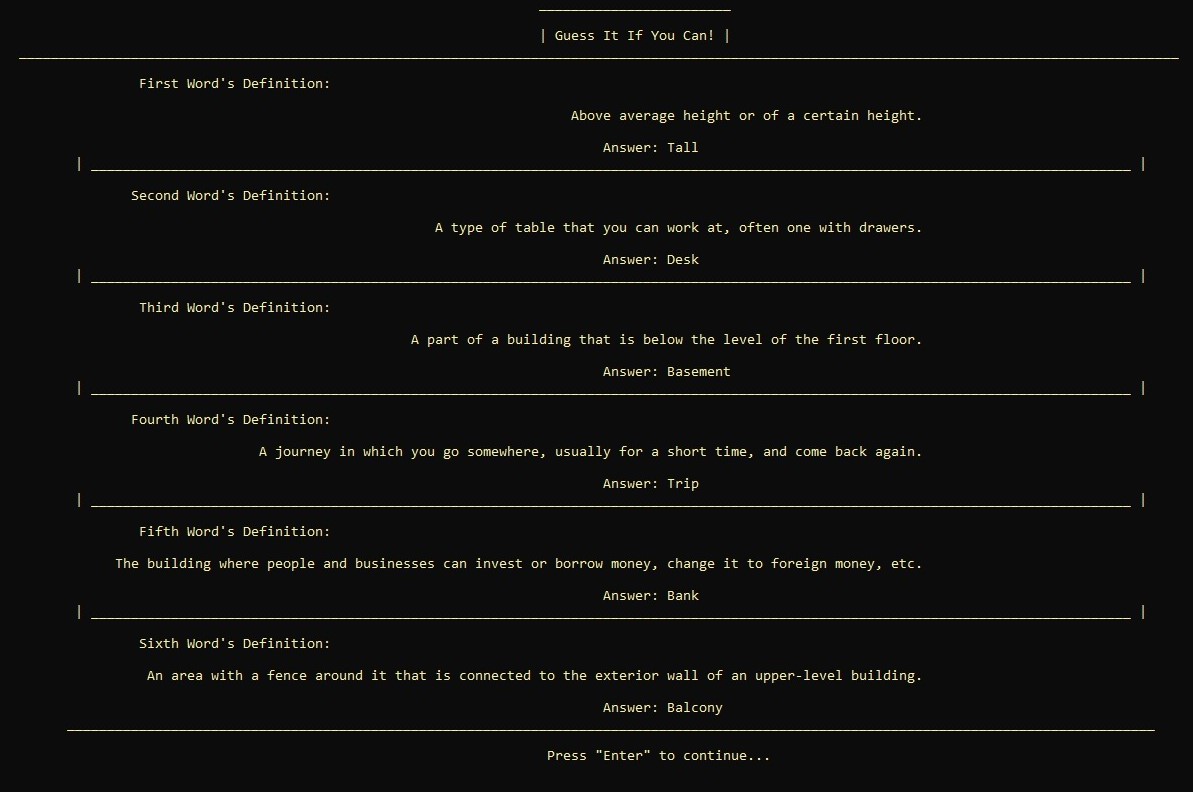 | Guess It If You Can! |
First Word's Definition:
Above average height or of a certain height.
Answer: Tall
Second Word's Definition:
A type of table that you can work at, often one with drawers.
Answer: Desk
Third Word's Definition:
A part of a building that is below the level of the first floor.
Answer: Basement
Fourth Word's Definition:
A journey in which you go somewhere, usually for a short time, and come back again.
Answer: Trip
Fifth Word's Definition:
The building where people and businesses can invest or borrow money, change it to foreign money, etc.
Answer: Bank
Sixth Word's Definition:
An area with a fence around it that is connected to the exterior wall of an upper-level building.
Answer: Balcony
Press "Enter" to continue...